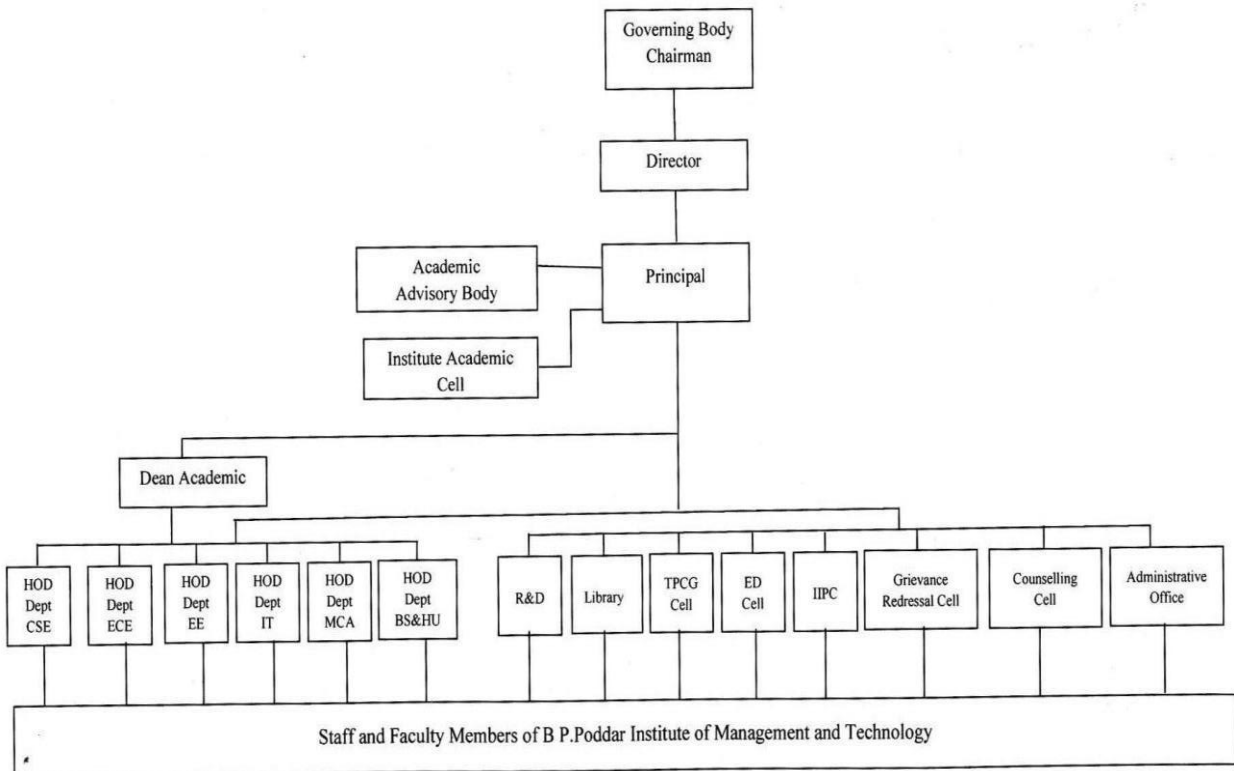 Governing Body
Chairman
Director
Academic
Advisory Body
Principal
Institute Academic
Cell
Dean Academic
HOD
Dept
CSE
HOD
Dept
ECE
HOD
Dept
EE
HOD
Dept
IT
HOD
Dept
MCA
HOD
Dept
BS&HU
R&D
Library
TPCG
Cell
ED
Cell
IIPC
Grievance
Redressal Cell
Counselling
Cell
Administrative
Office
Staff and Faculty Members of B P.Poddar Institute of Management and Technology